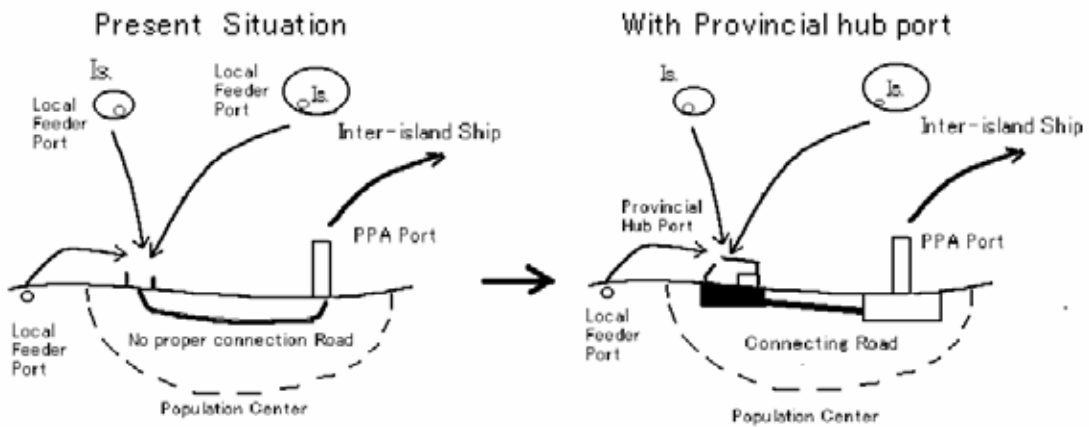 Present Situation
Is.
Local
Feeder
Port
Local
Feeder
Port
Is.
Inter-island Ship
PPA Port
No proper connection Road
Local
Feeder
Port
Population Center
With Provincial hub port
Is.
Is.
Inter-island Ship
Provincial
Hub Port
PPA Port
Local
Feeder
Port
Connecting Road
Population Center